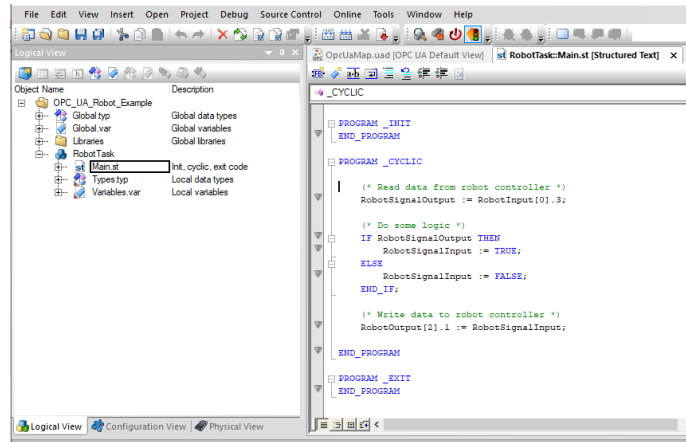 File Edit View Insert Open Project Debug Source Control Online Tools Window Help
Logical View
OpcUaMap.uad [OPC UA Default View]
RobotTask::Main.st [Structured Text]
Object Name Description
_CYCLIC
OPC_UA_Robot_Example
Global.typ Global data types
Global.var Global variables
Libraries Global libraries
RobotTask
st Main.st Init, cyclic, exit code
Types.typ Local data types
Variables.var Local variables
PROGRAM _INIT
END_PROGRAM
PROGRAM _CYCLIC
(* Read data from robot controller *)
RobotSignalOutput := RobotInput[0].3;
(* Do some logic *)
IF RobotSignalOutput THEN
RobotSignalInput := TRUE;
ELSE
RobotSignalInput := FALSE;
END_IF;
(* Write data to robot controller *)
RobotOutput[2].1 := RobotSignalInput;
END_PROGRAM
PROGRAM _EXIT
END_PROGRAM
Logical View Configuration View Physical View